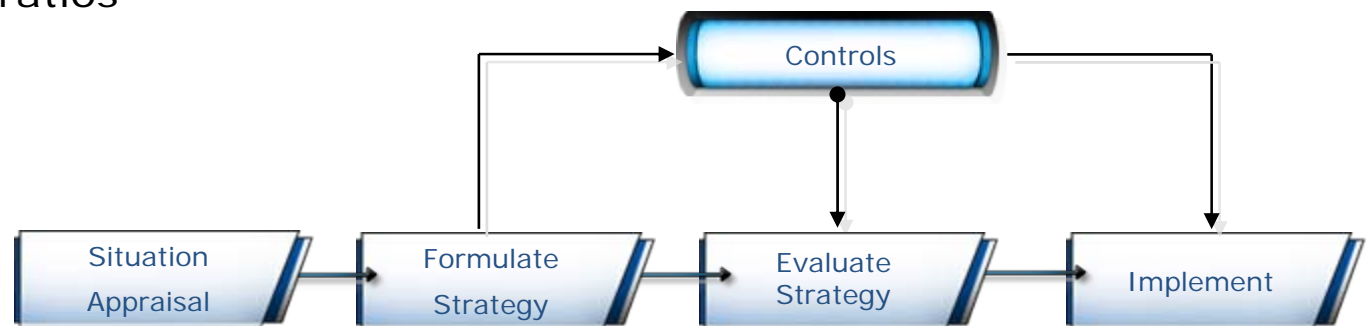 ratios
Controls
Situation
Appraisal
Formulate
Strategy
Evaluate
Strategy
Implement